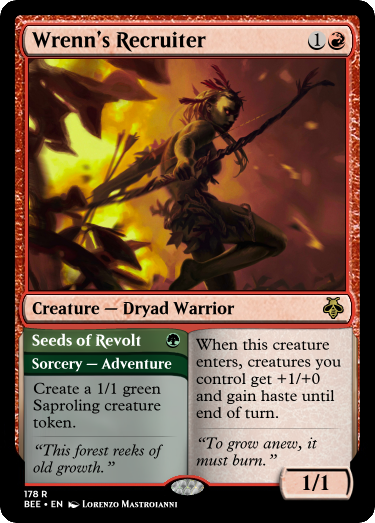 Wrenn's Recruiter 1
Creature — Dryad Warrior
Seeds of Revolt
Sorcery — Adventure
Create a 1/1 green
Saproling creature
token.
"This forest reeks of
old growth."
When this creature
enters, creatures you
control get +1/+0
and gain haste until
end of turn.
"To grow anew, it
must burn."
1/1
178 R
BEE • EN Lorenzo Mastroianni